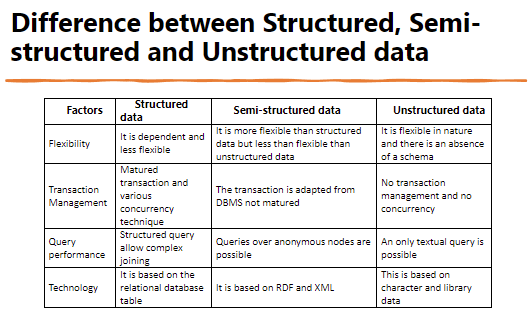 Difference between Structured, Semi-
structured and Unstructured data
Factors
Structured
data
Semi-structured data
Unstructured data
Flexibility
It is dependent and
less flexible
It is more flexible than structured
data but less than flexible than
unstructured data
It is flexible in nature
and there is an absence
of a schema
Transaction
Management
Matured
transaction and
various
concurrency
technique
The transaction is adapted from
DBMS not matured
No transaction
management and no
concurrency
Query
performance
Structured query
allow complex
joining
Queries over anonymous nodes are
possible
An only textual query is
possible
Technology
It is based on the
relational database
table
It is based on RDF and XML
This is based on
character and library
data